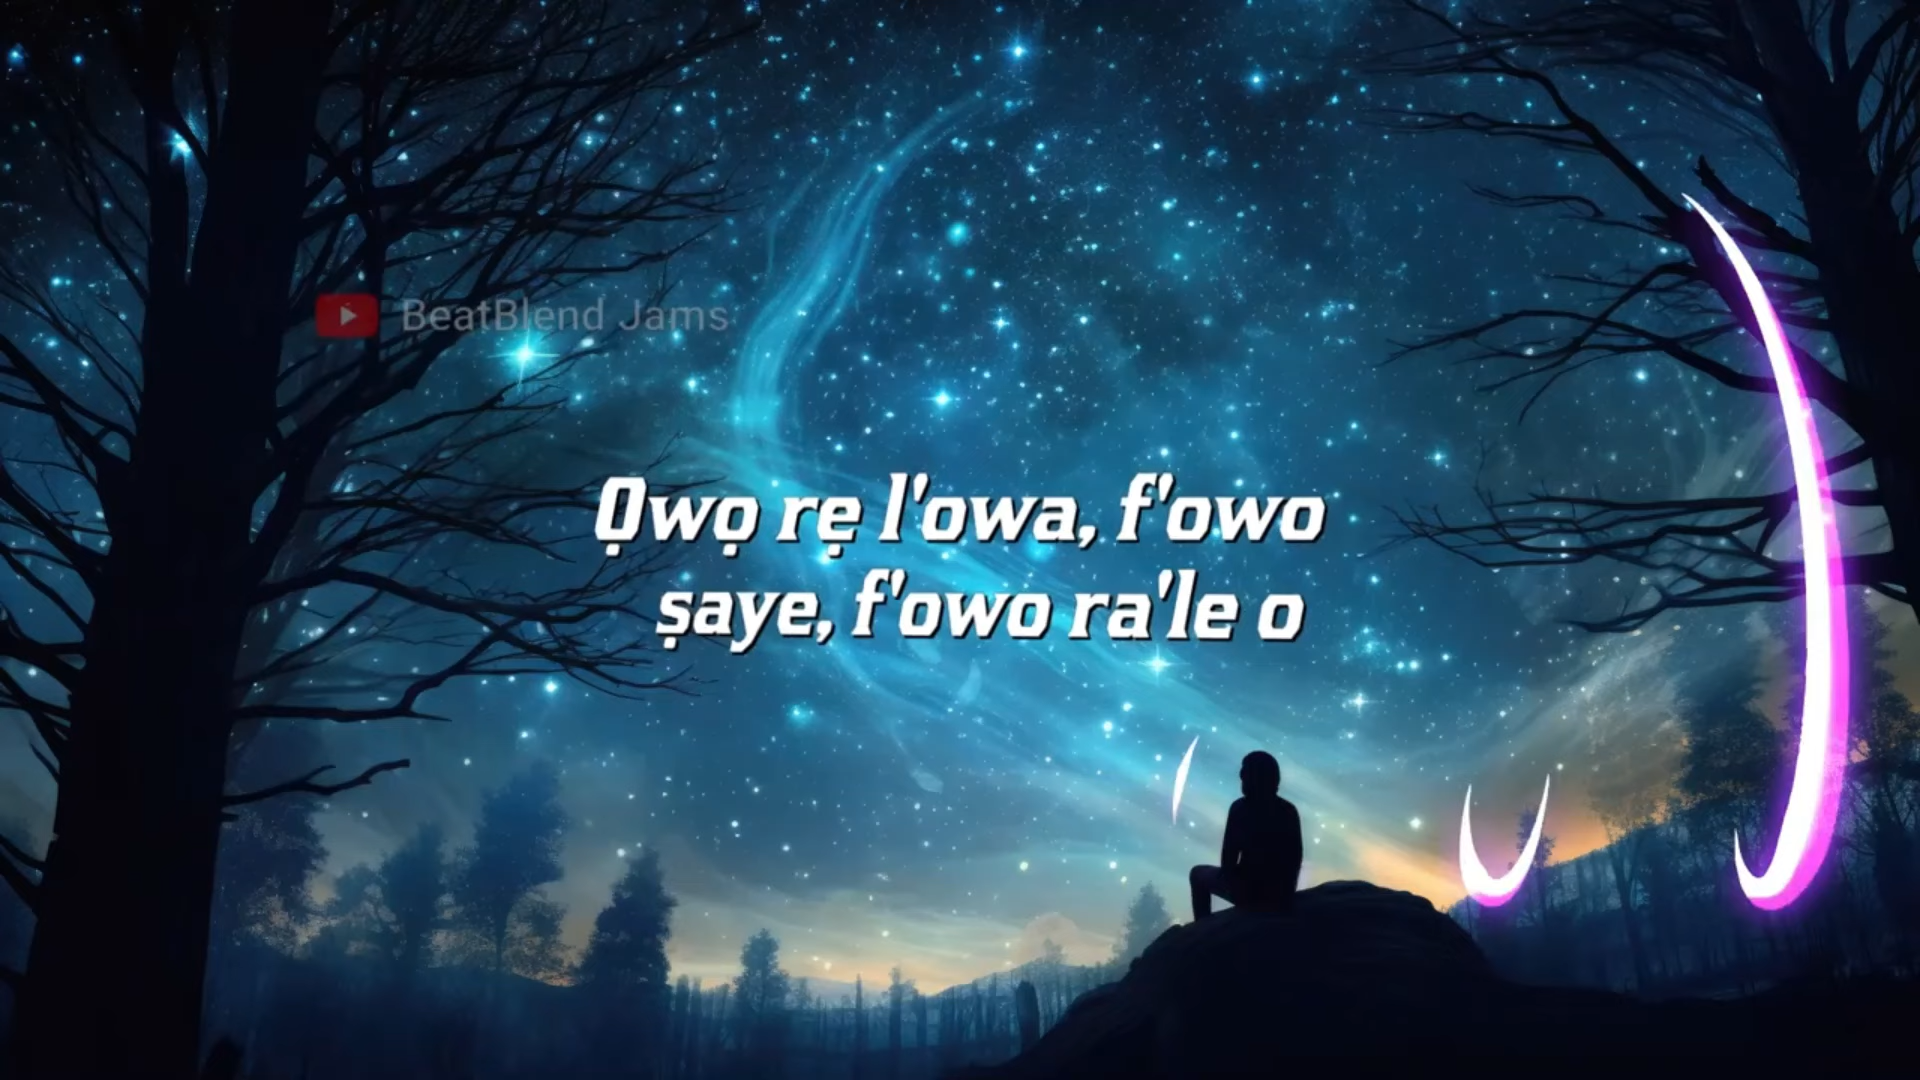 BeatBlend Jams
Ọwọ rẹ l'owa, f'owo
ṣaye, f'owo ra'le o